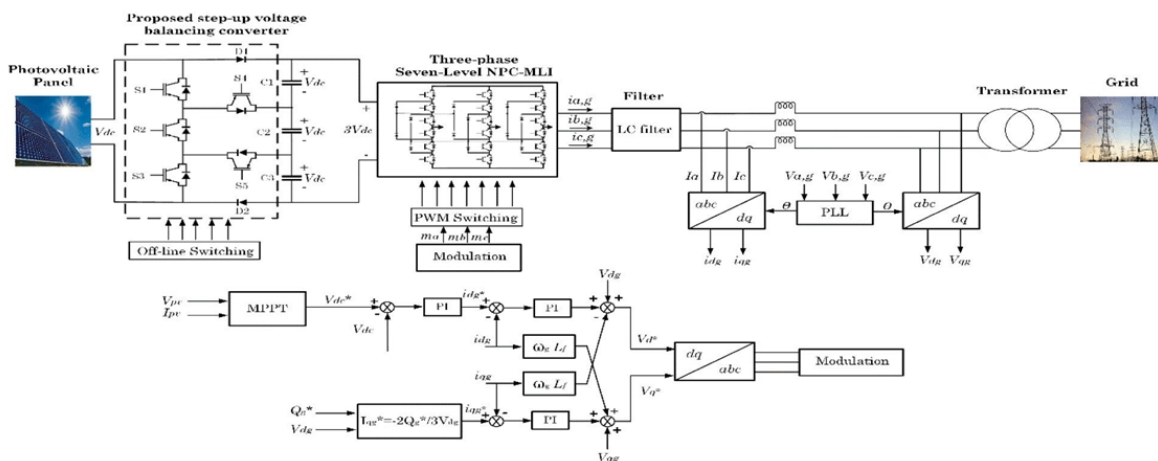 Proposed step-up voltage
balancing converter
Photovoltaic
Panel
Vdc
S1
S2
S3
S4
S5
D1
D2
C1
C2
C3
+
Vdc
-
+
Vdc
-
+
Vdc
-
+
3Vdc
-
Off-line Switching
Three-phase
Seven-Level NPC-MLI
PWM Switching
ma mb mc
Modulation
ia,g
ib,g
ic,g
Filter
LC filter
Transformer
Grid
Ia Ib Ic
Va,g Vb,g Vc,g
abc
dq
Θ
PLL
abc
dq
idg iqg
Vdg Vqg
Vpv
Ipv
MPPT
Vdc*
+
-
Vdc
PI
idg*
+
-
PI
+
+
-
Vdg
Vd*
idg
ωg Lf
iqg
ωg Lf
Qg*
Vdg
Iqg*=-2Qg*/3Vdg
iqg*
-
+
PI
+
+
+
Vqg
Vq*
dq
abc
Modulation